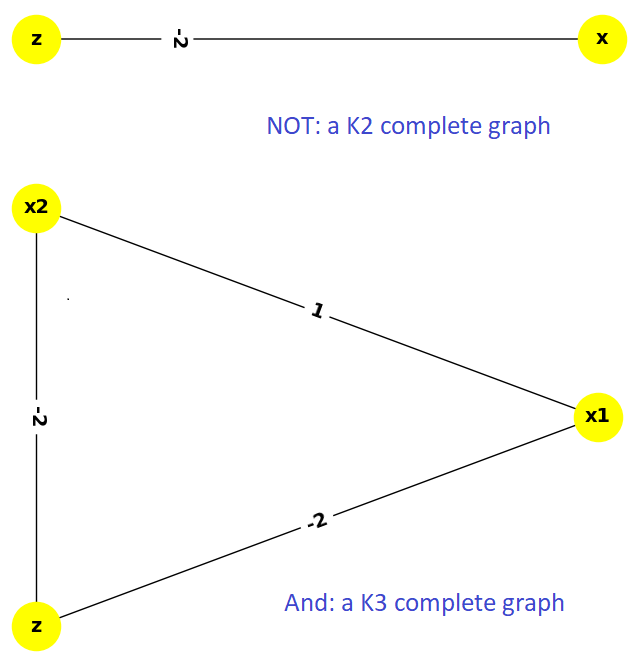 z -2 x
NOT: a K2 complete graph
x2
1
-2
x1
-2
And: a K3 complete graph
z